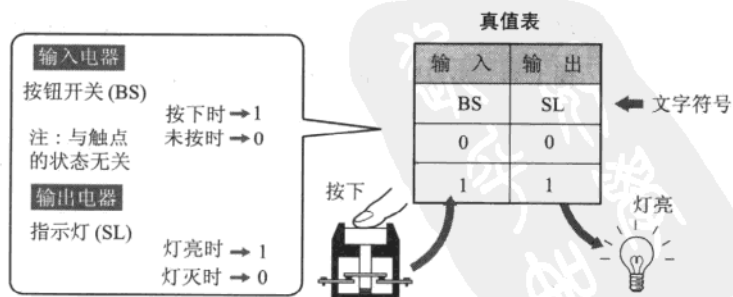 真值表
输入电器
按钮开关 (BS)
按下时→1
注：与触点 未按时→0
的状态无关
输出电器
指示灯 (SL)
灯亮时→1
灯灭时→0
输 入 输 出
BS SL
0 0
1 1
文字符号
按下
灯亮